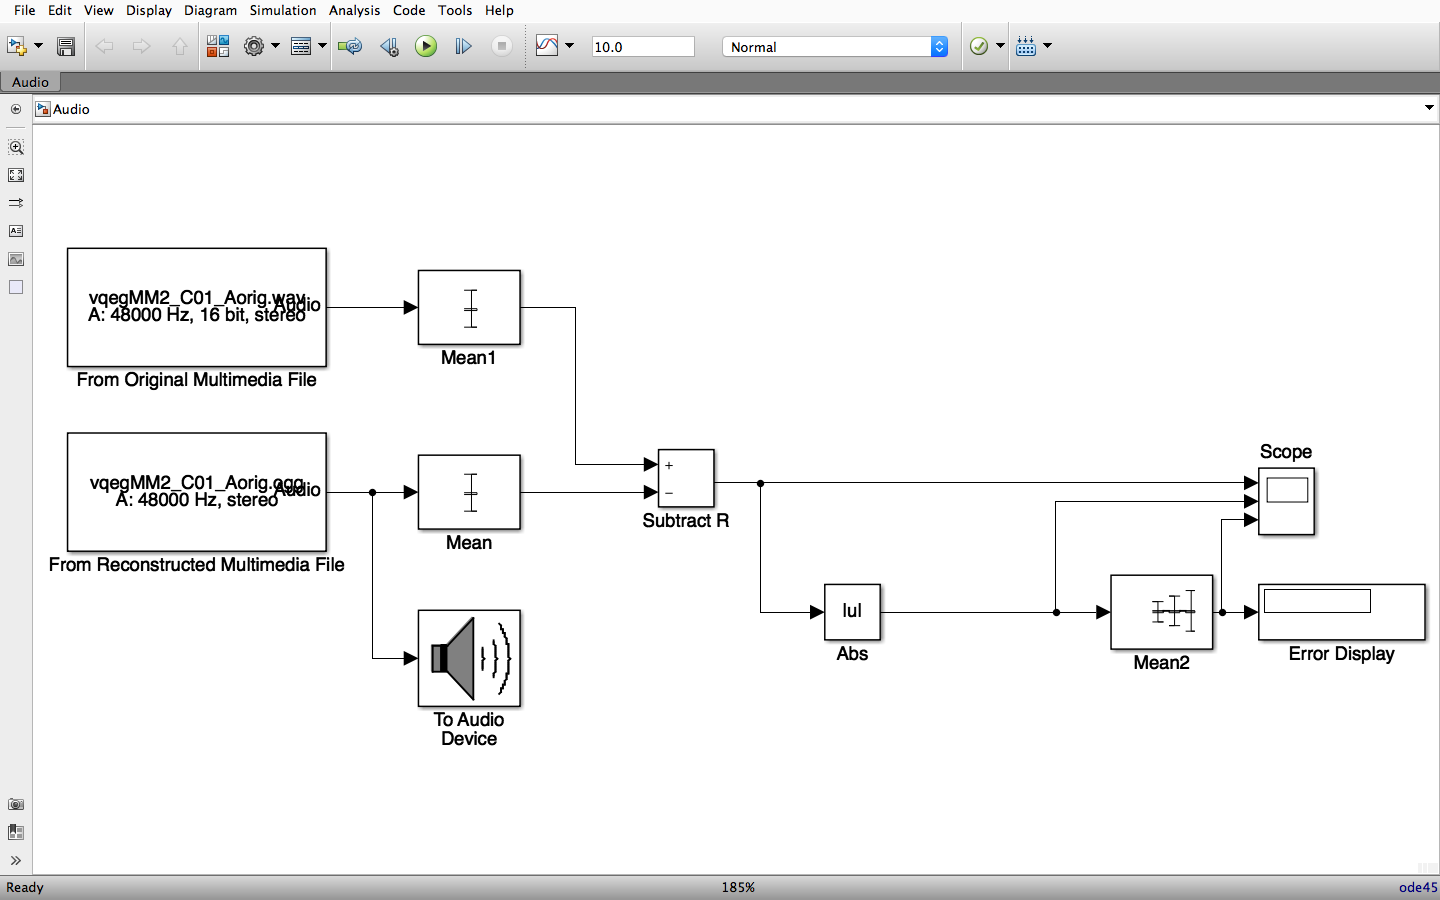 File Edit View Display Diagram Simulation Analysis Code Tools Help
10.0
Normal
Audio
Audio
vqegMM2_C01_Aorig.wav
Audio
A: 48000 Hz, 16 bit, stereo
From Original Multimedia File
Mean1
vqegMM2_C01_Aorig.ogg
Audio
A: 48000 Hz, stereo
From Reconstructed Multimedia File
Mean
+
−
Subtract R
Scope
To Audio
Device
|u|
Abs
Mean2
Error Display
Ready
185%
ode45